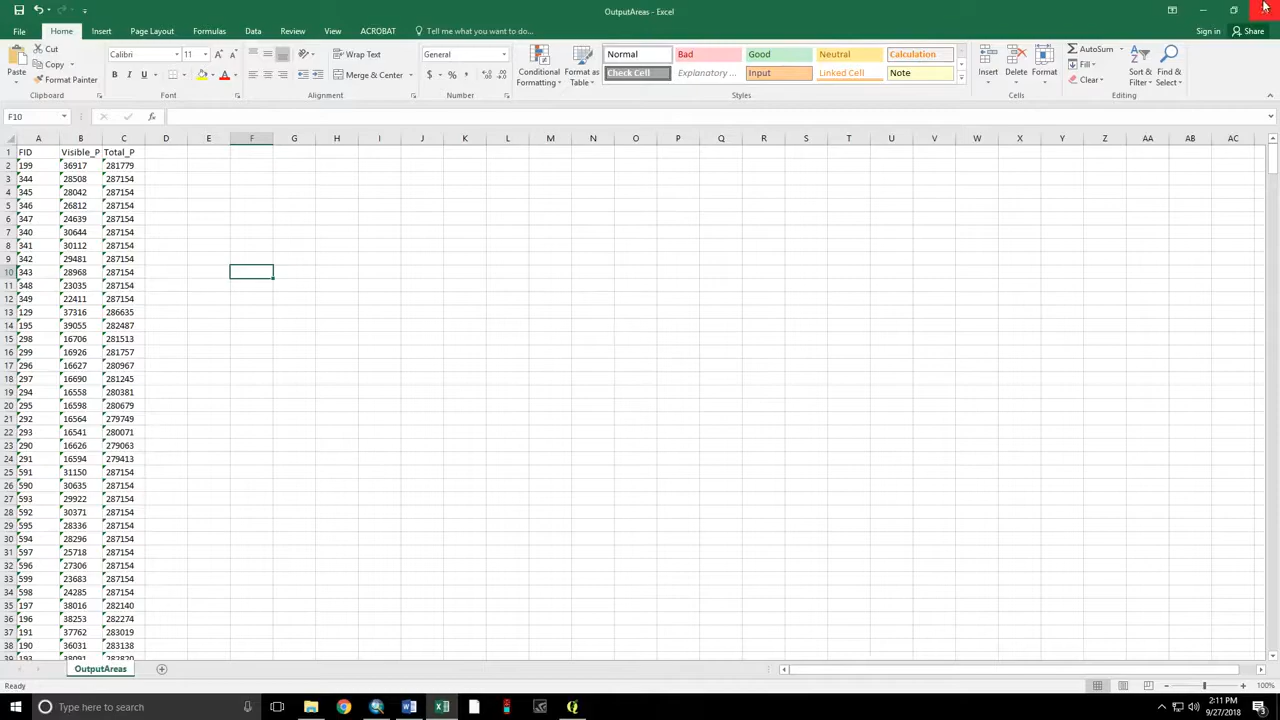 OutputAreas - Excel
File Home Insert Page Layout Formulas Data Review View ACROBAT Tell me what you want to do... Sign in Share
Paste Cut Copy Format Painter Clipboard
Calibri 11 B I U A A A Font
Wrap Text Merge & Center Alignment
General $ % , Number
Conditional Formatting Format as Table Normal Bad Good Neutral Calculation
Check Cell Explanatory ... Input Linked Cell Note Styles
Insert Delete Format Cells
AutoSum Fill Clear Sort & Filter Find & Select Editing
F10 fx
A B C D E F G H I J K L M N O P Q R S T U V W X Y Z AA AB AC
1 FID Visible_P Total_P
2 199 36917 281779
3 344 28508 287154
4 345 28042 287154
5 346 26812 287154
6 347 24639 287154
7 340 30644 287154
8 341 30112 287154
9 342 29481 287154
10 343 28968 287154
11 348 23035 287154
12 349 22411 287154
13 129 37316 286635
14 195 39055 282487
15 298 16706 281513
16 299 16926 281757
17 296 16627 280967
18 297 16690 281245
19 294 16558 280381
20 295 16598 280679
21 292 16564 279749
22 293 16541 280071
23 290 16626 279063
24 291 16594 279413
25 591 31150 287154
26 590 30635 287154
27 593 29922 287154
28 592 30371 287154
29 595 28336 287154
30 594 28296 287154
31 597 25718 287154
32 596 27306 287154
33 599 23683 287154
34 598 24285 287154
35 197 38016 282140
36 196 38253 282274
37 191 37762 283019
38 190 36031 283138
39 193 38091 282820
OutputAreas
Ready 100%
Type here to search
2:11 PM
9/27/2018